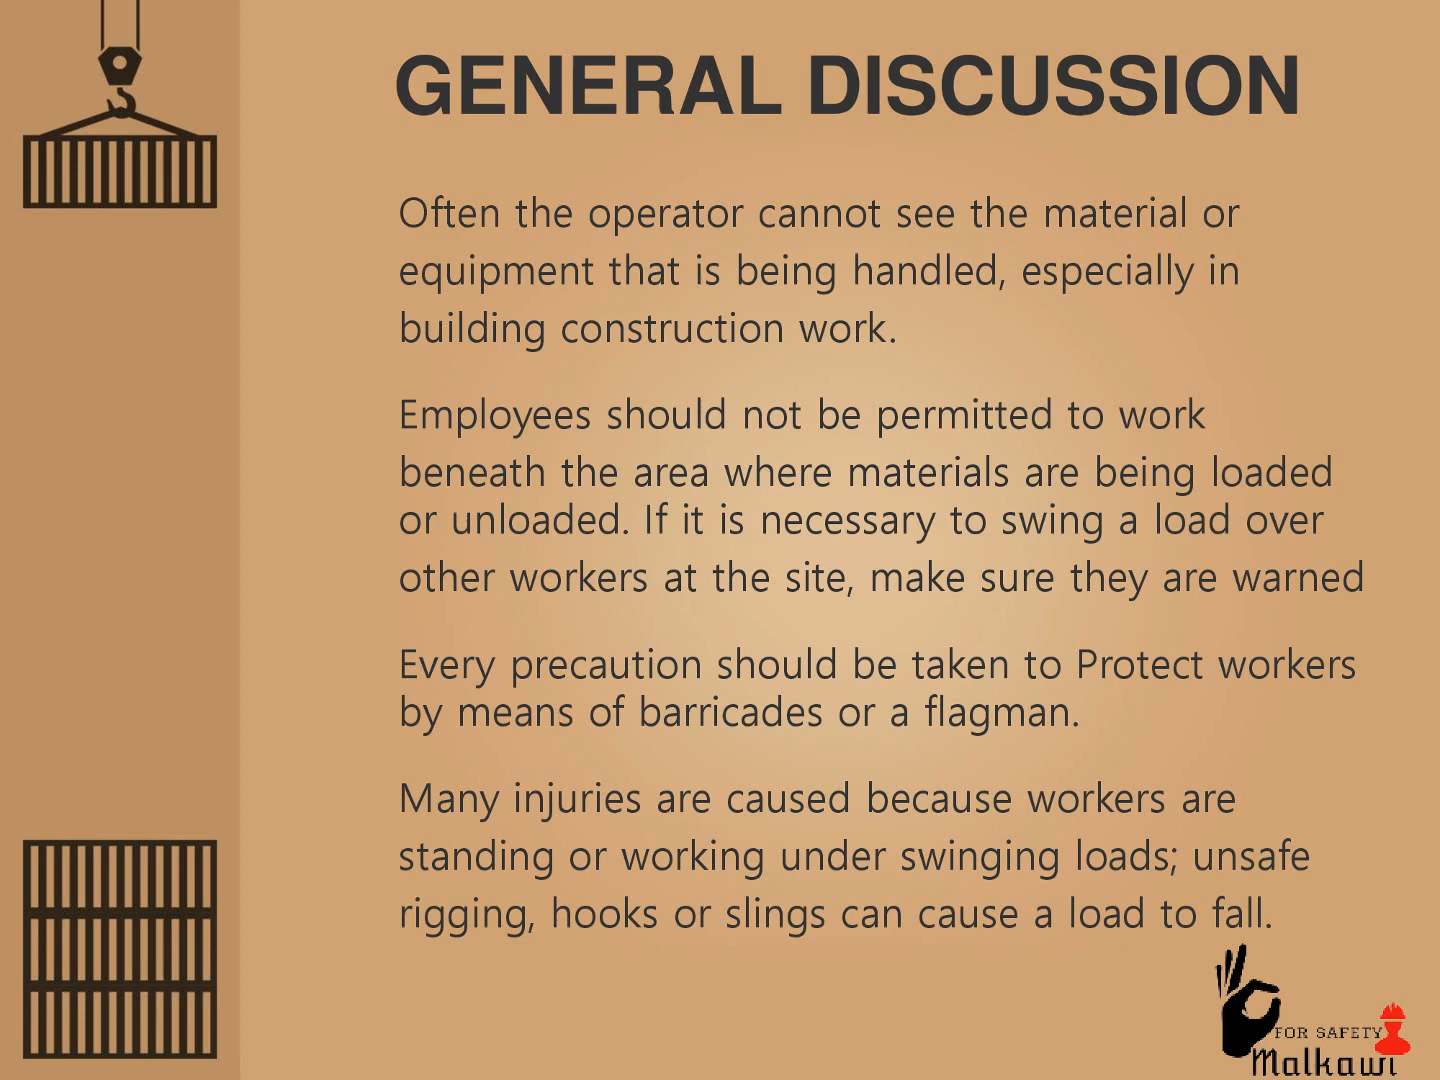 GENERAL DISCUSSION
Often the operator cannot see the material or
equipment that is being handled, especially in
building construction work.
Employees should not be permitted to work
beneath the area where materials are being loaded
or unloaded. If it is necessary to swing a load over
other workers at the site, make sure they are warned
Every precaution should be taken to Protect workers
by means of barricades or a flagman.
Many injuries are caused because workers are
standing or working under swinging loads; unsafe
rigging, hooks or slings can cause a load to fall.
FOR SAFETY
Malkawi